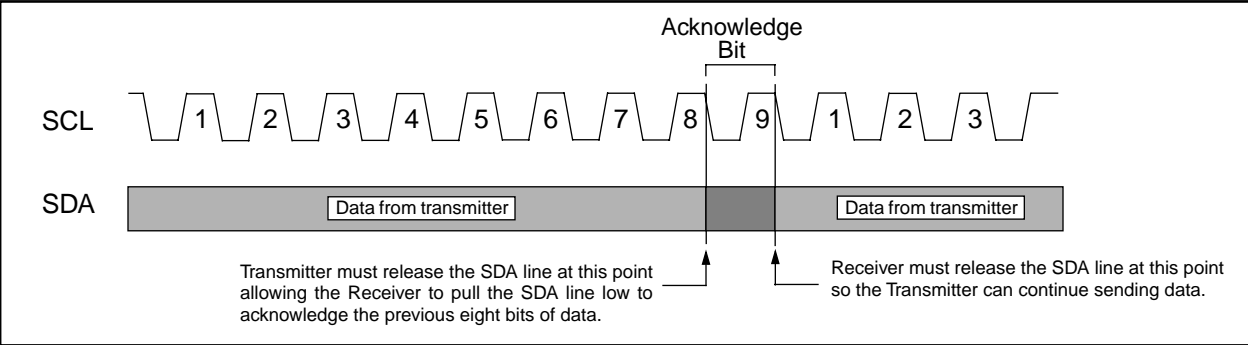 Acknowledge
Bit
SCL 1 2 3 4 5 6 7 8 9 1 2 3
SDA Data from transmitter Data from transmitter
Transmitter must release the SDA line at this point
allowing the Receiver to pull the SDA line low to
acknowledge the previous eight bits of data.
Receiver must release the SDA line at this point
so the Transmitter can continue sending data.